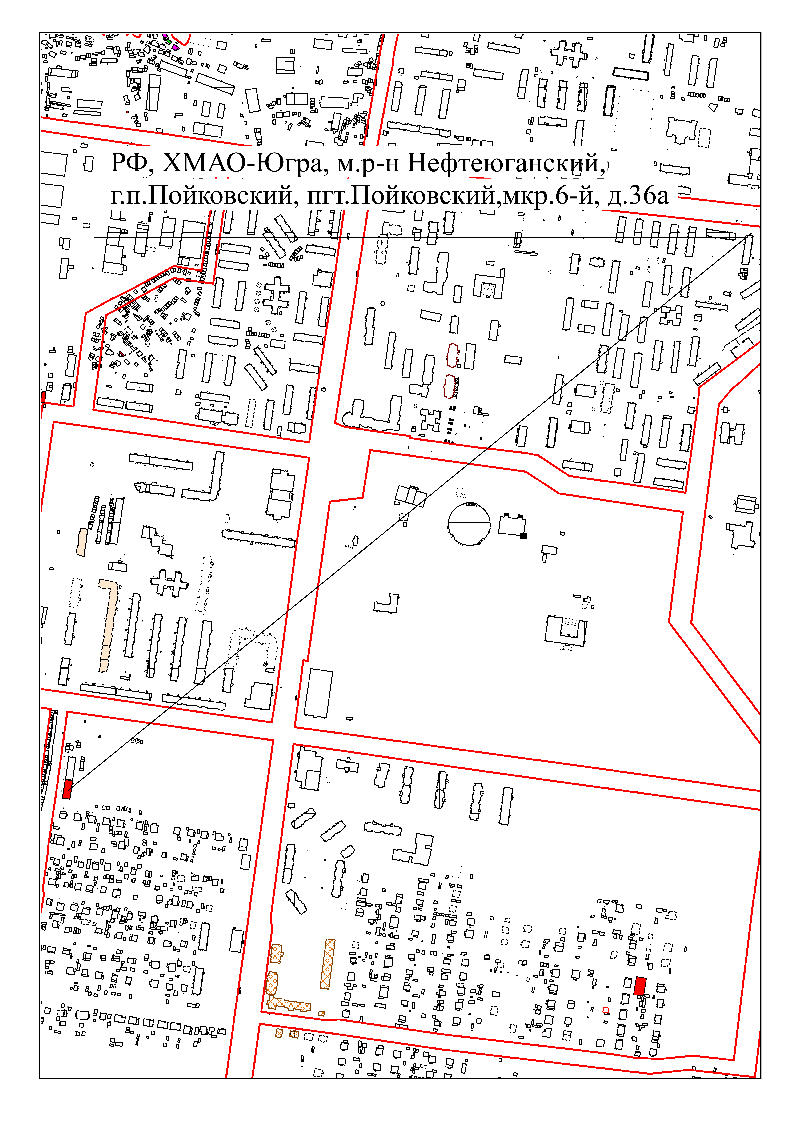 РФ, ХМАО-Югра, м.р-н Нефтеюганский,
г.п.Пойковский, пгт.Пойковский,мкр.6-й, д.36а